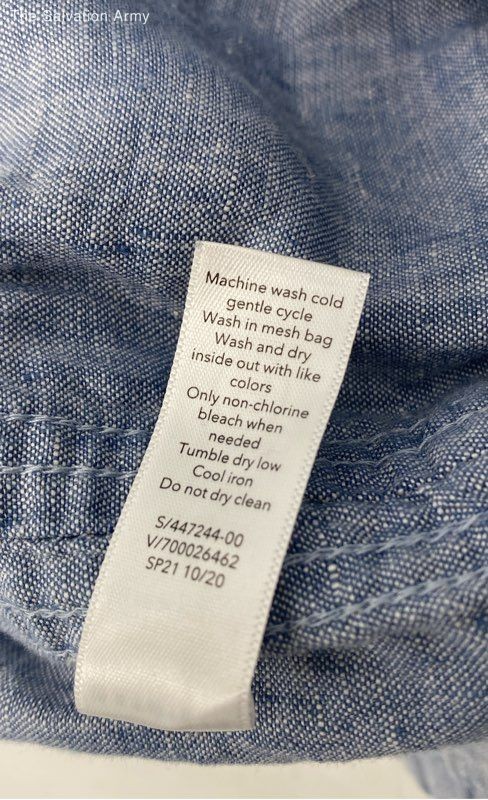 The Salvation Army
Machine wash cold
gentle cycle
Wash in mesh bag
Wash and dry
inside out with like
colors
Only non-chlorine
bleach when
needed
Tumble dry low
Cool iron
Do not dry clean
S/447244-00
V/700026462
SP21 10/20